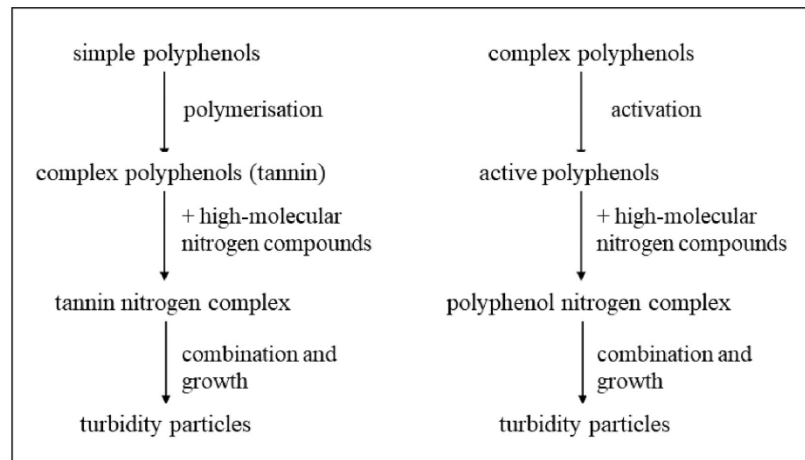 simple polyphenols
polymerisation
complex polyphenols (tannin)
+ high-molecular
nitrogen compounds
tannin nitrogen complex
combination and
growth
turbidity particles
complex polyphenols
activation
active polyphenols
+ high-molecular
nitrogen compounds
polyphenol nitrogen complex
combination and
growth
turbidity particles